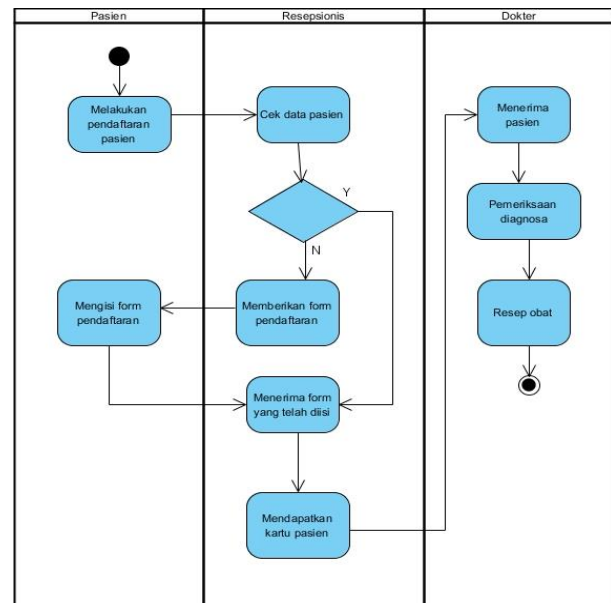 Pasien
Resepsionis
Dokter
Melakukan
pendaftaran
pasien
Cek data pasien
Menerima
pasien
Y
Pemeriksaan
diagnosa
N
Mengisi form
pendaftaran
Memberikan form
pendaftaran
Resep obat
Menerima form
yang telah diisi
Mendapatkan
kartu pasien